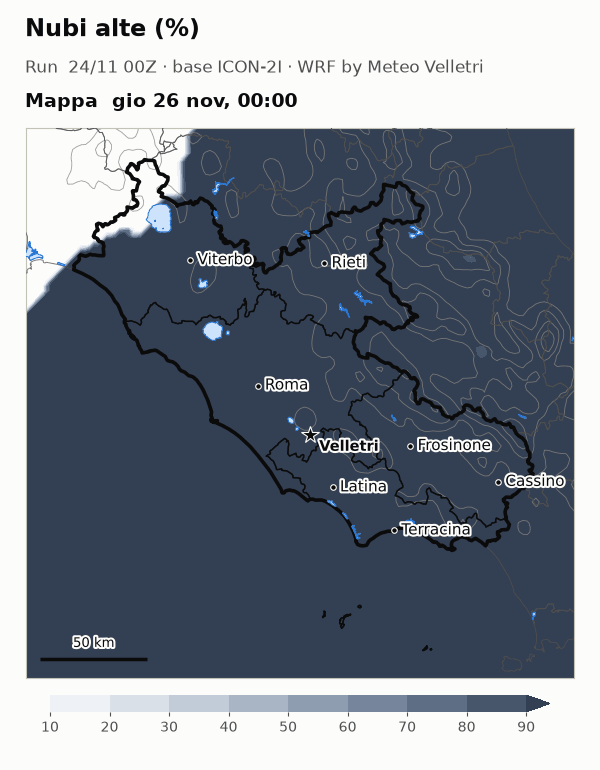 Nubi alte (%)
Run  24/11 00Z · base ICON-2I · WRF by Meteo Velletri
Mappa  gio 26 nov, 00:00
Viterbo
Rieti
Roma
Velletri
Frosinone
Latina
Cassino
Terracina
50 km
10 20 30 40 50 60 70 80 90